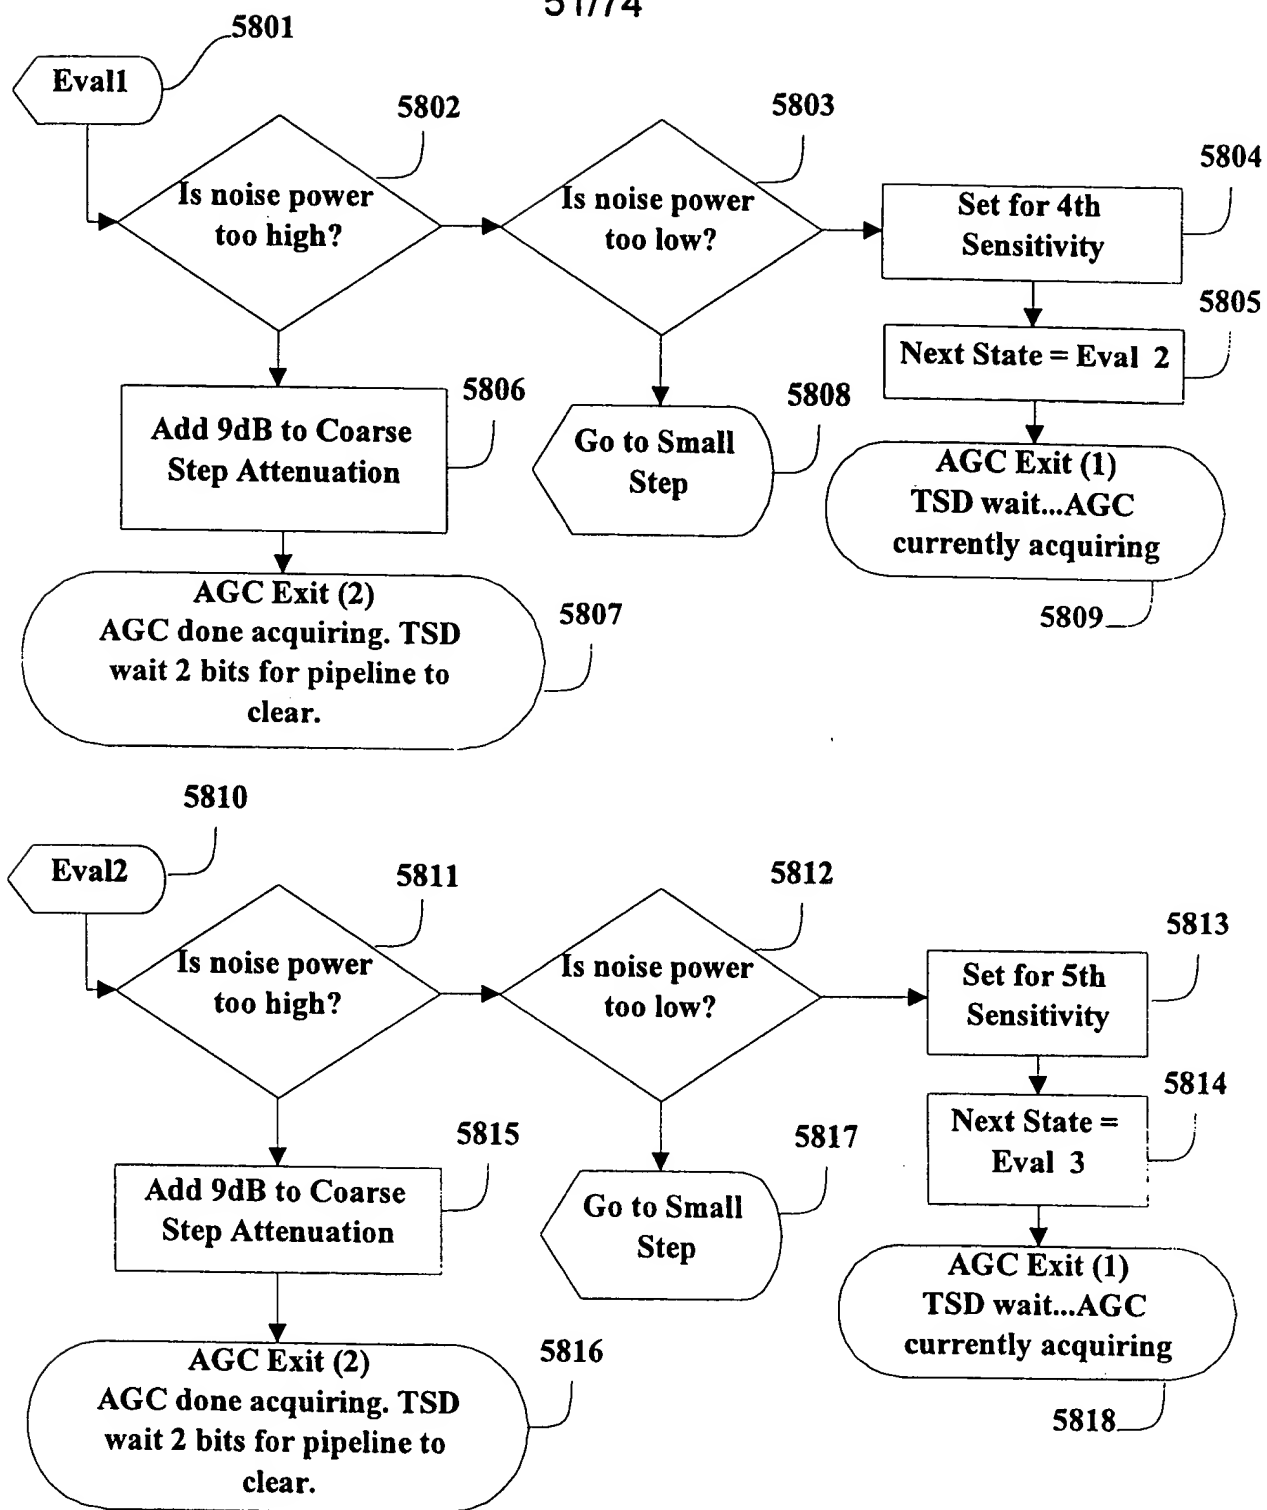 51/74
5801
Eval1
5802
Is noise power
too high?
5803
Is noise power
too low?
5804
Set for 4th
Sensitivity
5805
Next State = Eval 2
5806
Add 9dB to Coarse
Step Attenuation
5808
Go to Small
Step
AGC Exit (1)
TSD wait...AGC
currently acquiring
5809
AGC Exit (2)
AGC done acquiring. TSD
wait 2 bits for pipeline to
clear.
5807
5810
Eval2
5811
Is noise power
too high?
5812
Is noise power
too low?
5813
Set for 5th
Sensitivity
5814
Next State =
Eval 3
5815
Add 9dB to Coarse
Step Attenuation
5817
Go to Small
Step
AGC Exit (1)
TSD wait...AGC
currently acquiring
5818
5816
AGC Exit (2)
AGC done acquiring. TSD
wait 2 bits for pipeline to
clear.